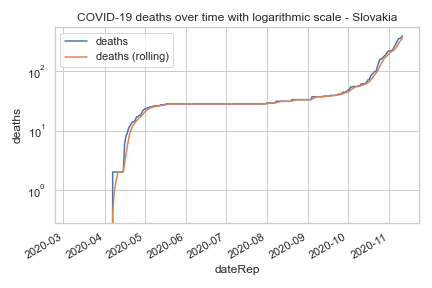 COVID-19 deaths over time with logarithmic scale - Slovakia
deaths
deaths (rolling)
10²
10¹
10⁰
deaths
2020-03
2020-04
2020-05
2020-06
2020-07
2020-08
2020-09
2020-10
2020-11
dateRep